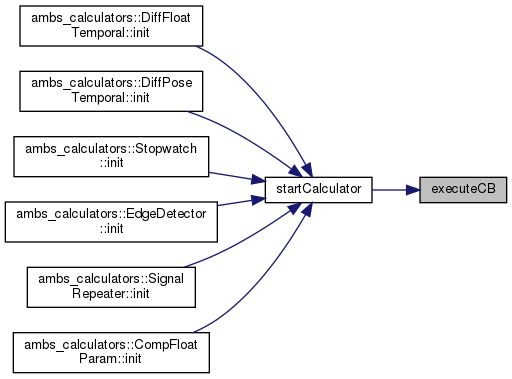 ambs_calculators::DiffFloat
Temporal::init
ambs_calculators::DiffPose
Temporal::init
ambs_calculators::Stopwatch
::init
startCalculator
executeCB
ambs_calculators::EdgeDetector
::init
ambs_calculators::Signal
Repeater::init
ambs_calculators::CompFloat
Param::init